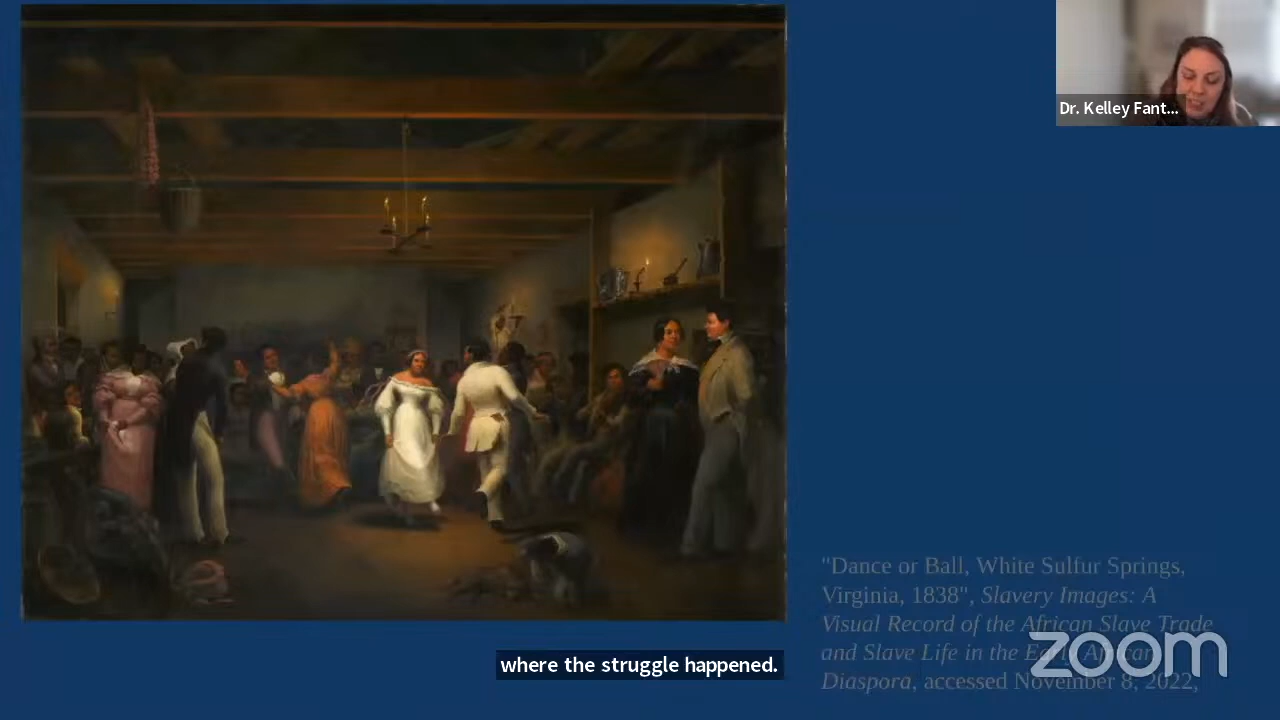 Dr. Kelley Fant...
"Dance or Ball, White Sulfur Springs,
Virginia, 1838", Slavery Images: A
Visual Record of the African Slave Trade
and Slave Life in the Early African
Diaspora, accessed November 8, 2022,
zoom
where the struggle happened.